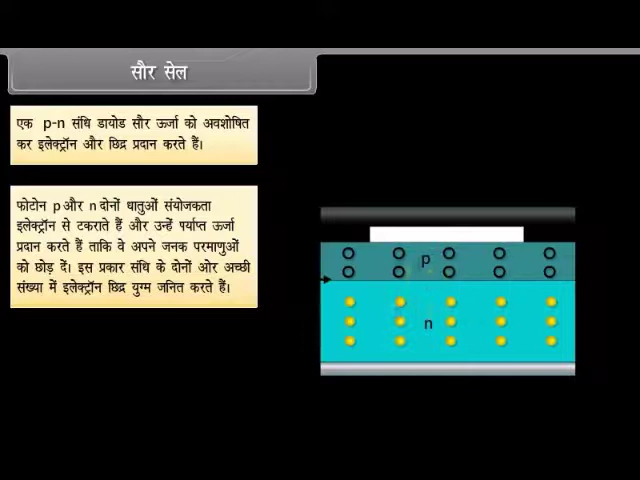 सौर सेल
एक p-n संधि डायोड सौर ऊर्जा को अवशोषित
कर इलेक्ट्रॉन और छिद्र प्रदान करते हैं।
फोटोन p और n दोनों धातुओं संयोजकता
इलेक्ट्रॉन से टकराते हैं और उन्हें पर्याप्त ऊर्जा
प्रदान करते हैं ताकि वे अपने जनक परमाणुओं
को छोड़ दें। इस प्रकार संधि के दोनों ओर अच्छी
संख्या में इलेक्ट्रॉन छिद्र युग्म जनित करते हैं।
p
n